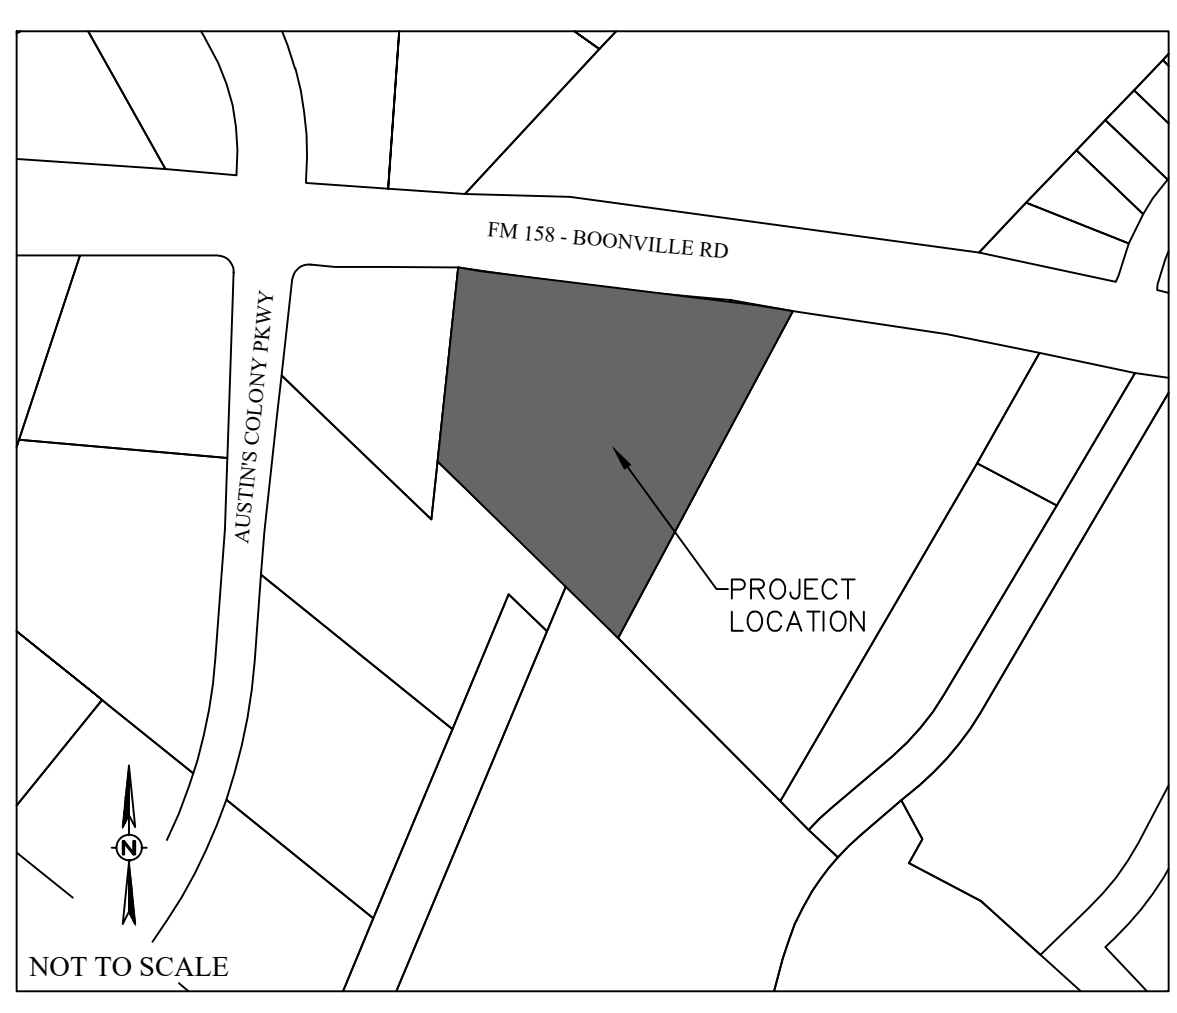 FM 158 - BOONVILLE RD
AUSTIN'S COLONY PKWY
PROJECT
LOCATION
N
NOT TO SCALE